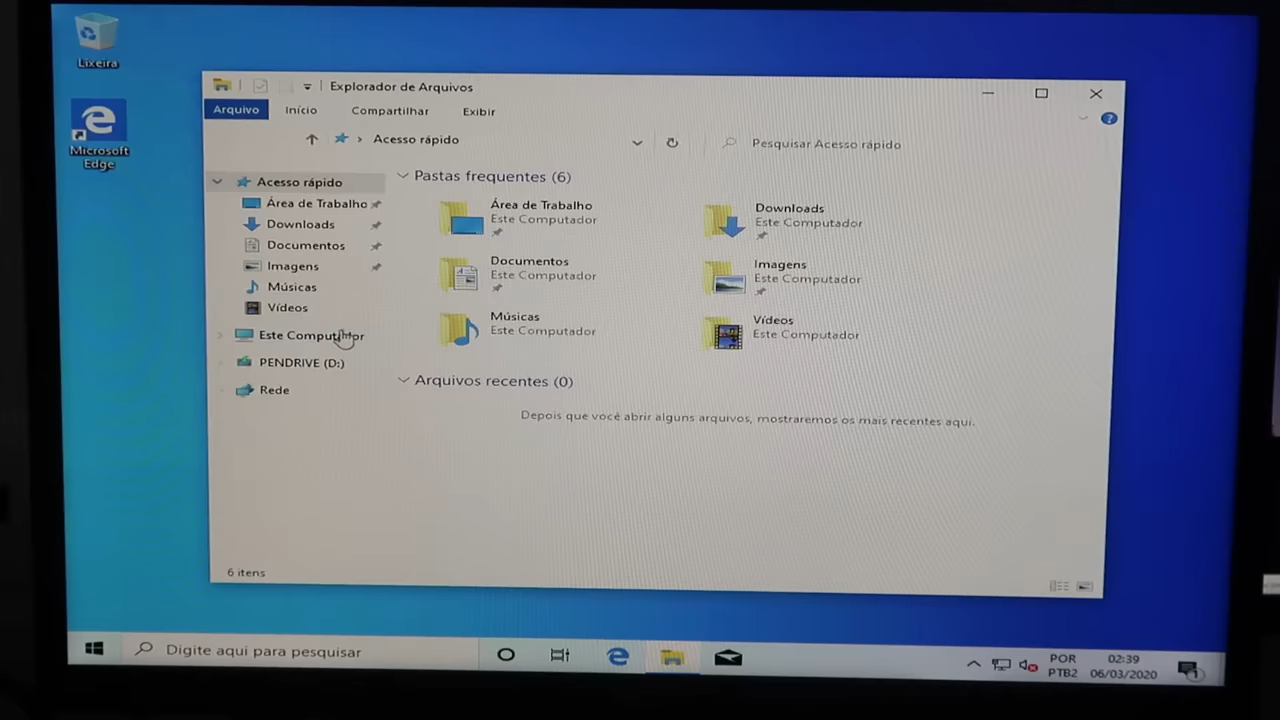 Lixeira
Microsoft
Edge
Explorador de Arquivos
Arquivo
Início
Compartilhar
Exibir
Acesso rápido
Pesquisar Acesso rápido
Acesso rápido
Área de Trabalho
Downloads
Documentos
Imagens
Músicas
Vídeos
Este Computador
PENDRIVE (D:)
Rede
Pastas frequentes (6)
Área de Trabalho
Este Computador
Downloads
Este Computador
Documentos
Este Computador
Imagens
Este Computador
Músicas
Este Computador
Vídeos
Este Computador
Arquivos recentes (0)
Depois que você abrir alguns arquivos, mostraremos os mais recentes aqui.
6 itens
Digite aqui para pesquisar
POR
PTB2
02:39
06/03/2020
1